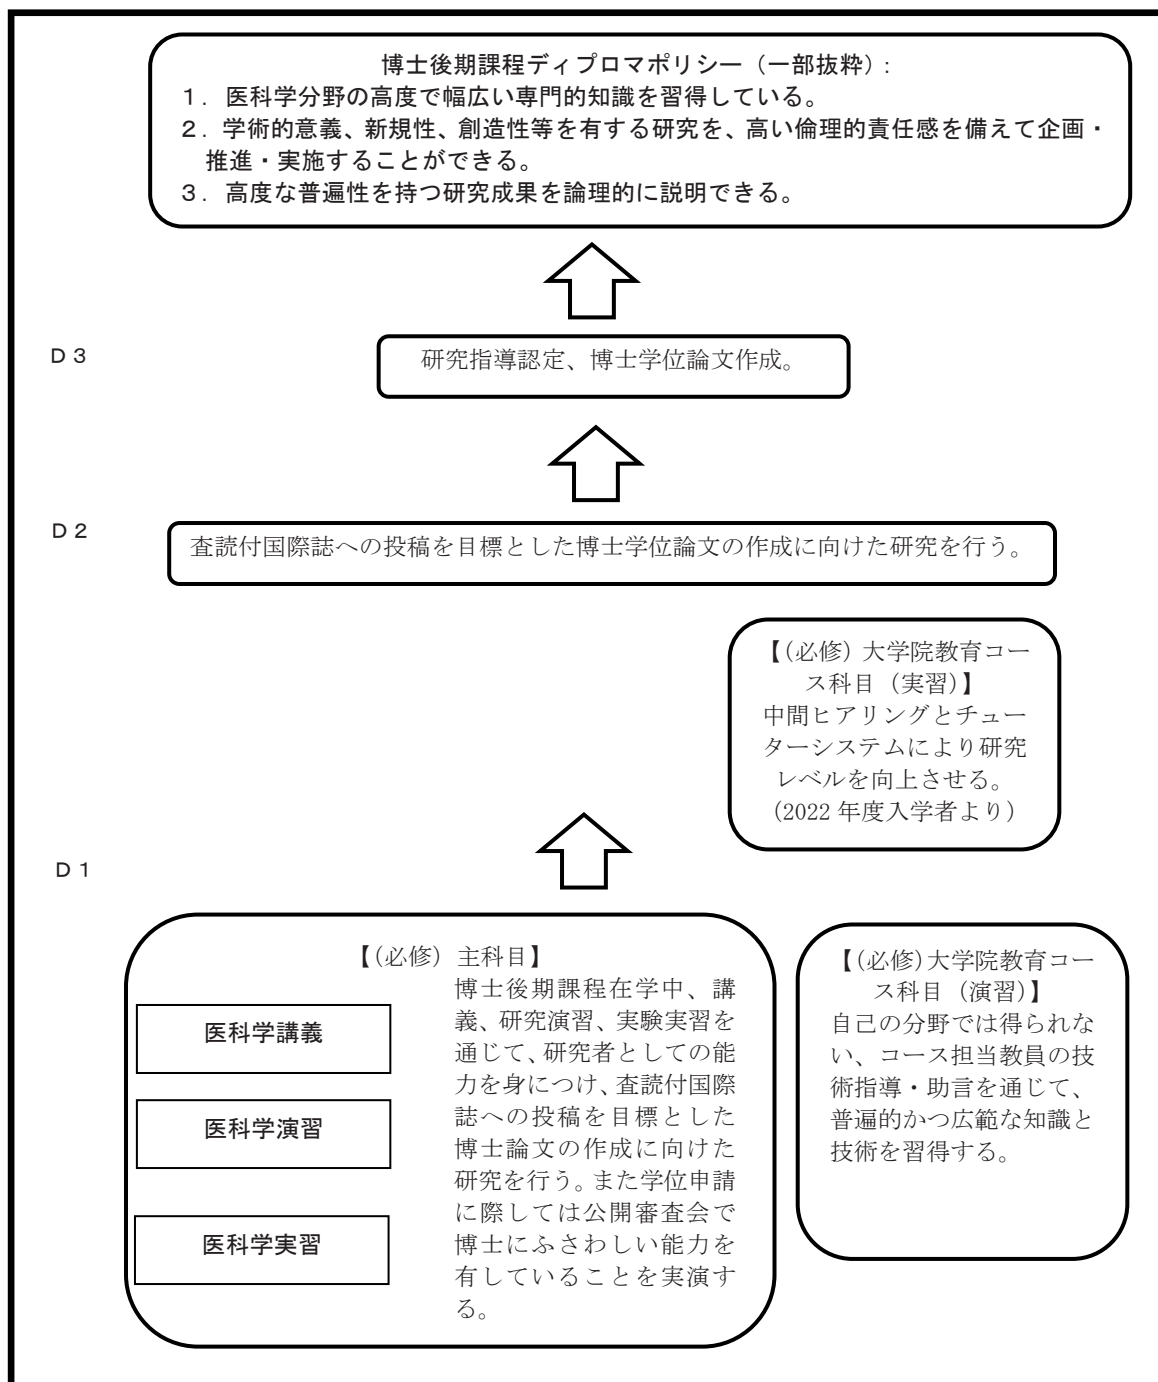 博士後期課程ディプロマポリシー（一部抜粋）：
１．医科学分野の高度で幅広い専門的知識を習得している。
２．学術的意義、新規性、創造性等を有する研究を、高い倫理的責任感を備えて企画・
推進・実施することができる。
３．高度な普遍性を持つ研究成果を論理的に説明できる。
Ｄ３
研究指導認定、博士学位論文作成。
Ｄ２
査読付国際誌への投稿を目標とした博士学位論文の作成に向けた研究を行う。
【（必修）大学院教育コー
ス科目（実習）】
中間ヒアリングとチュー
ターシステムにより研究
レベルを向上させる。
（2022 年度入学者より）
Ｄ１
【（必修）主科目】
医科学講義
医科学演習
医科学実習
博士後期課程在学中、講
義、研究演習、実験実習を
通じて、研究者としての能
力を身につけ、査読付国際
誌への投稿を目標とした
博士論文の作成に向けた
研究を行う。また学位申請
に際しては公開審査会で
博士にふさわしい能力を
有していることを実演す
る。
【（必修）大学院教育コー
ス科目（演習）】
自己の分野では得られな
い、コース担当教員の技
術指導・助言を通じて、
普遍的かつ広範な知識と
技術を習得する。